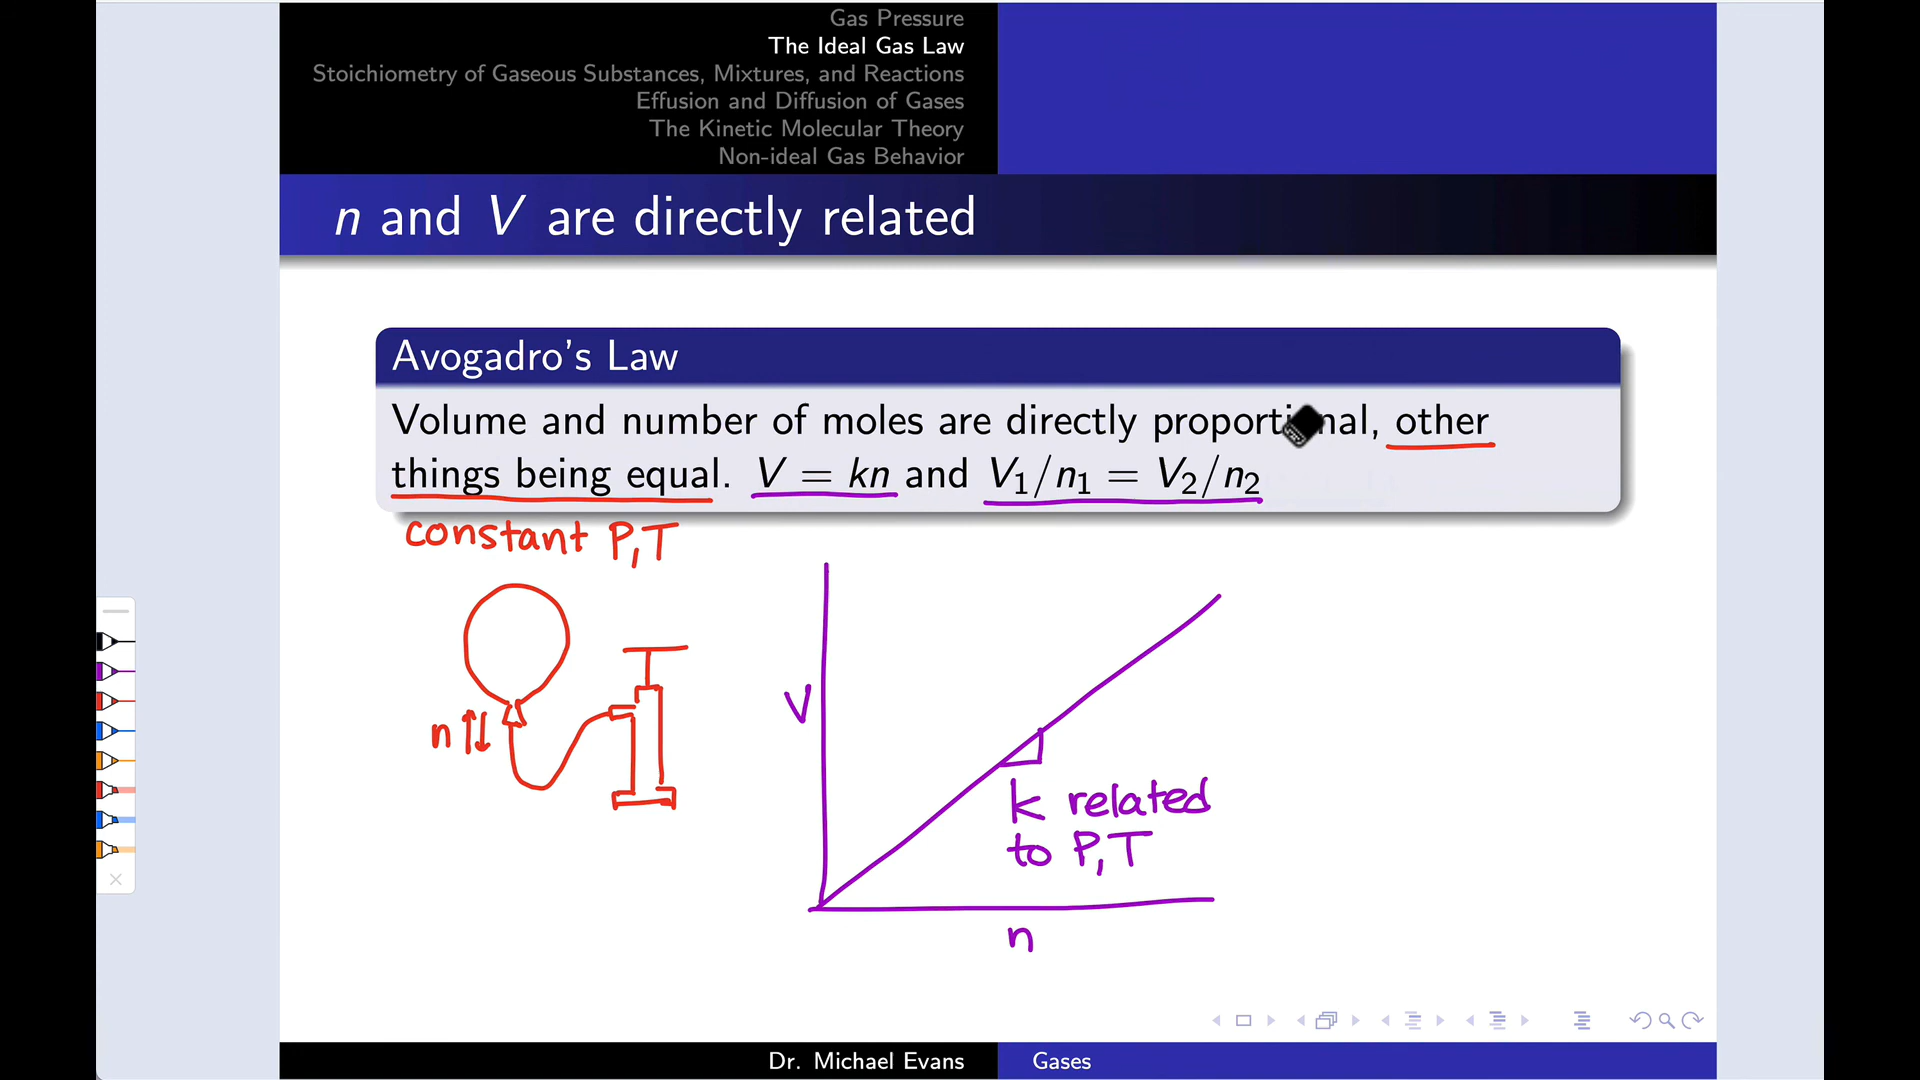 Gas Pressure
The Ideal Gas Law
Stoichiometry of Gaseous Substances, Mixtures, and Reactions
Effusion and Diffusion of Gases
The Kinetic Molecular Theory
Non-ideal Gas Behavior
n and V are directly related
Avogadro's Law
Volume and number of moles are directly proportional, other
things being equal. V = kn and V₁/n₁ = V₂/n₂
constant P, T
n ↑↓
V
k related
to P, T
n
Dr. Michael Evans
Gases